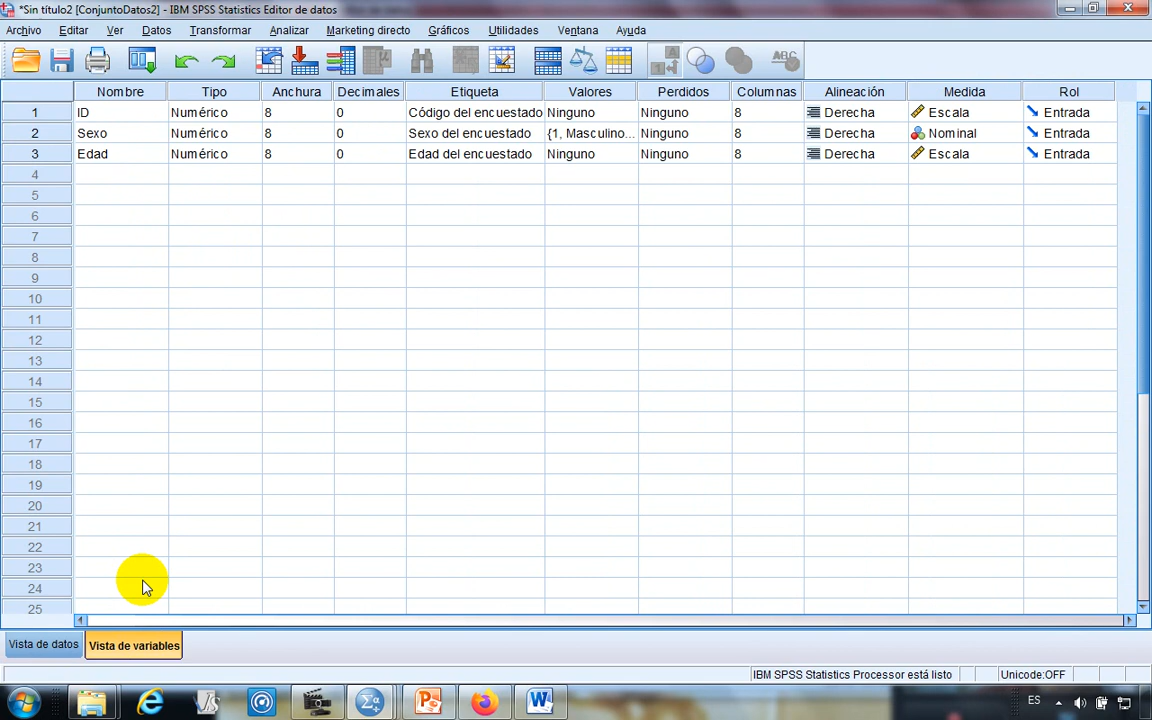 *Sin título2 [ConjuntoDatos2] - IBM SPSS Statistics Editor de datos
Archivo Editar Ver Datos Transformar Analizar Marketing directo Gráficos Utilidades Ventana Ayuda
Nombre Tipo Anchura Decimales Etiqueta Valores Perdidos Columnas Alineación Medida Rol
1 ID Numérico 8 0 Código del encuestado Ninguno Ninguno 8 Derecha Escala Entrada
2 Sexo Numérico 8 0 Sexo del encuestado {1, Masculino... Ninguno 8 Derecha Nominal Entrada
3 Edad Numérico 8 0 Edad del encuestado Ninguno Ninguno 8 Derecha Escala Entrada
4
5
6
7
8
9
10
11
12
13
14
15
16
17
18
19
20
21
22
23
24
25
Vista de datos Vista de variables
IBM SPSS Statistics Processor está listo Unicode:OFF
ES